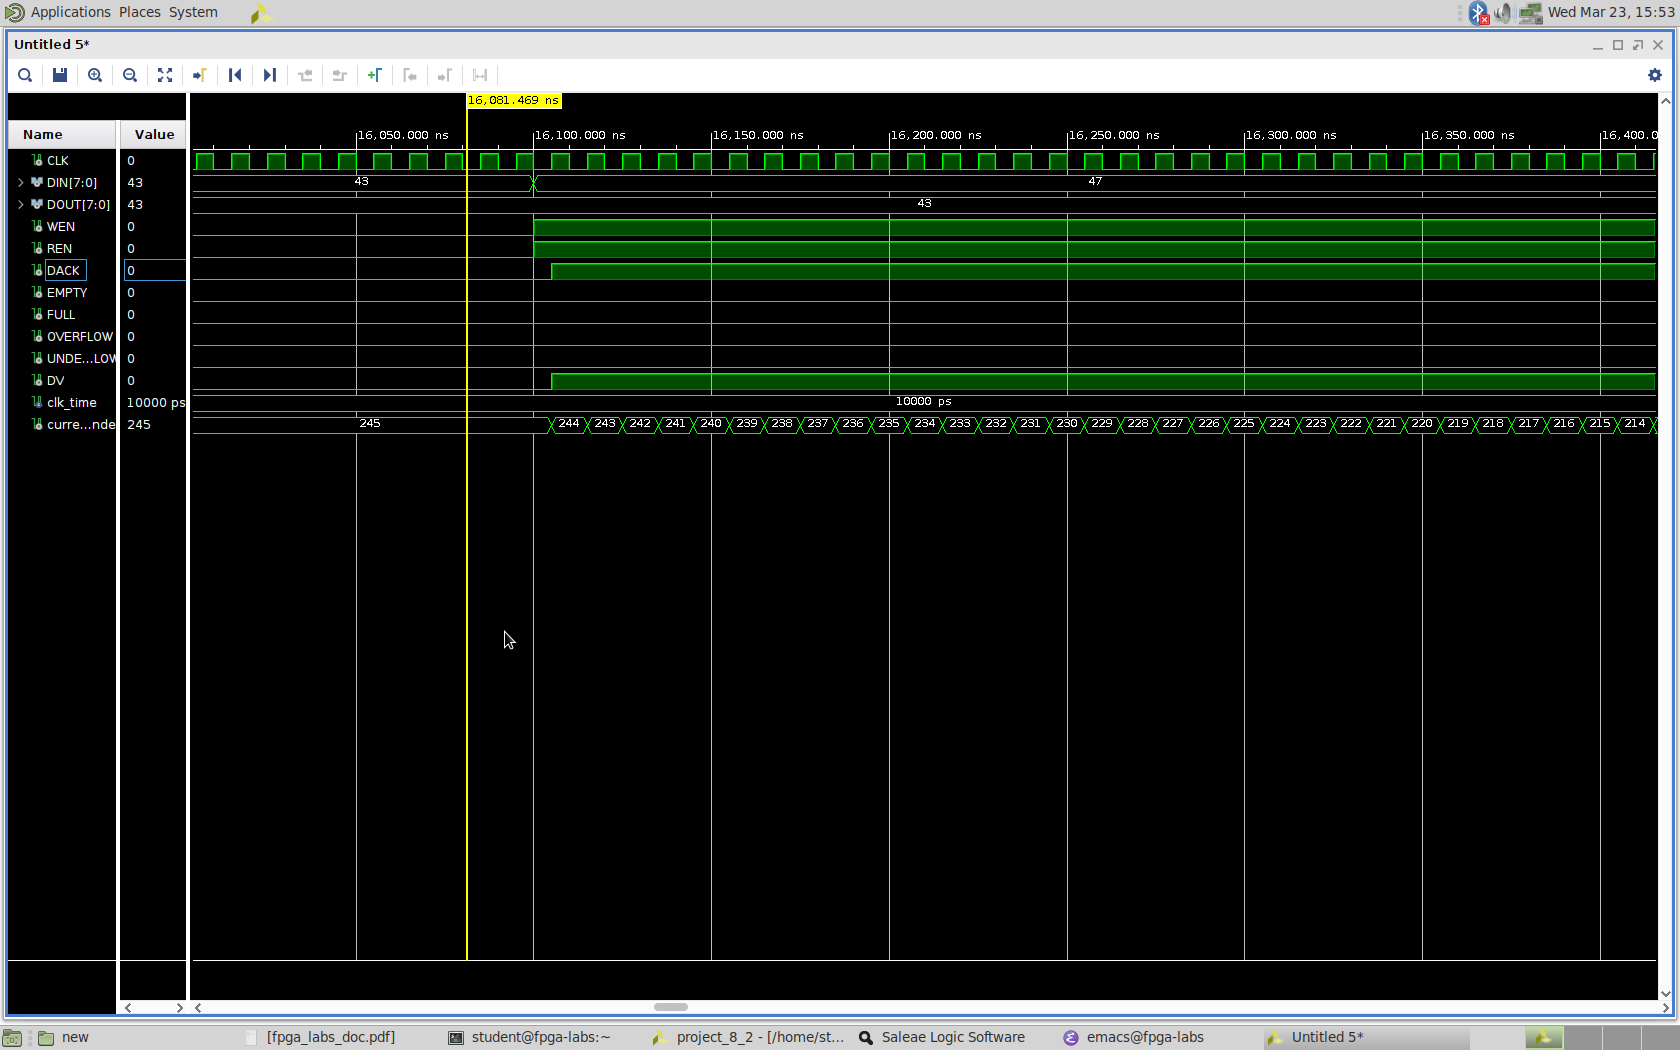 Applications Places System Wed Mar 23, 15:53
Untitled 5*
16,081.469 ns
Name Value
16,050.000 ns 16,100.000 ns 16,150.000 ns 16,200.000 ns 16,250.000 ns 16,300.000 ns 16,350.000 ns 16,400.0
CLK 0
DIN[7:0] 43 43 47
DOUT[7:0] 43 43
WEN 0
REN 0
DACK 0
EMPTY 0
FULL 0
OVERFLOW 0
UNDE...LOW 0
DV 0
clk_time 10000 ps 10000 ps
curre...nde 245 245 244 243 242 241 240 239 238 237 236 235 234 233 232 231 230 229 228 227 226 225 224 223 222 221 220 219 218 217 216 215 214
new [fpga_labs_doc.pdf] student@fpga-labs:~ project_8_2 - [/home/st... Saleae Logic Software emacs@fpga-labs Untitled 5*